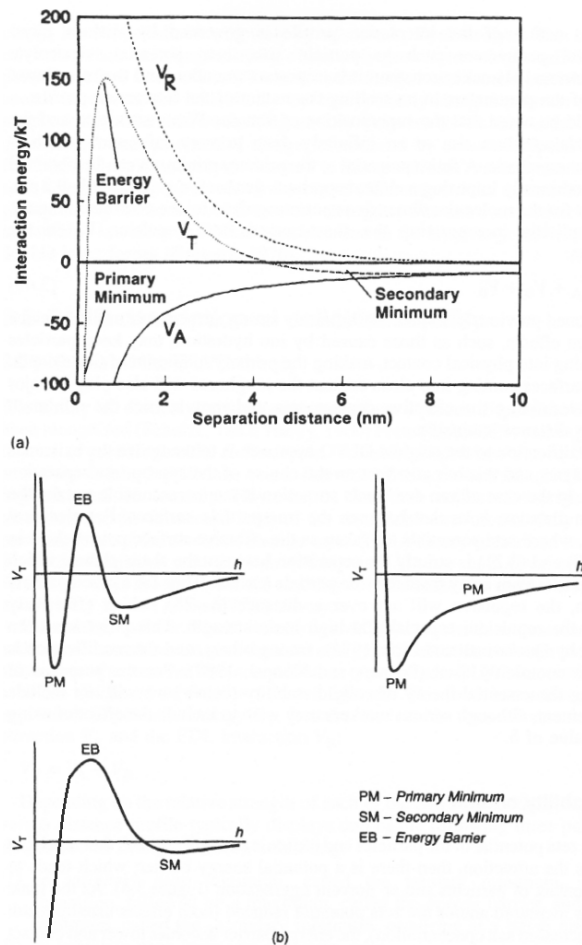 200
150
100
50
0
-50
-100
Interaction energy/kT
V_R
Energy
Barrier
V_T
Primary
Minimum
Secondary
Minimum
V_A
0 2 4 6 8 10
Separation distance (nm)
(a)
EB
h
V_T
SM
PM
h
V_T
PM
PM
EB
h
V_T
SM
PM – Primary Minimum
SM – Secondary Minimum
EB – Energy Barrier
(b)